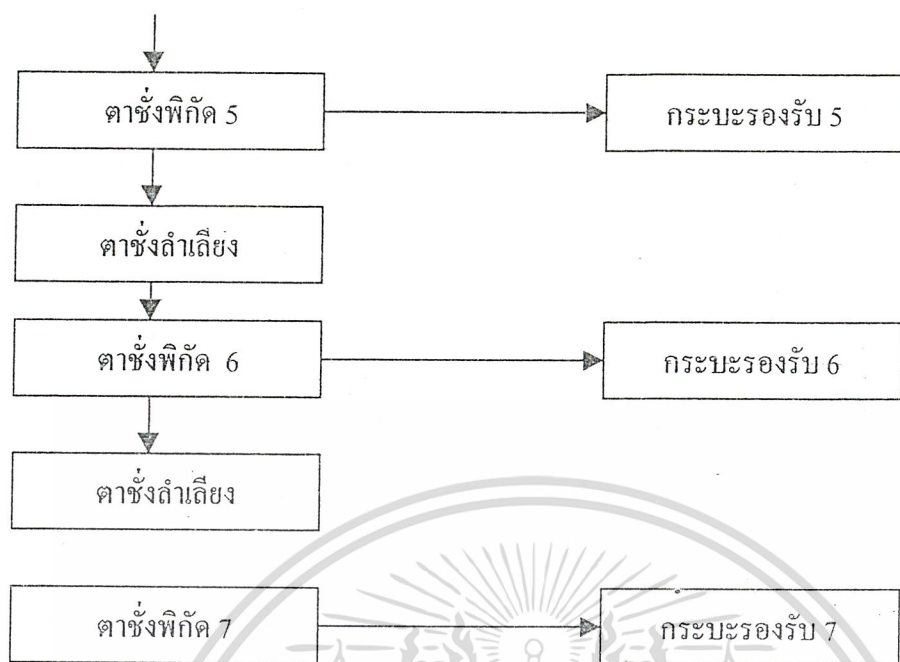 ตาชั่งพิกัด 5
กระบะรองรับ 5
ตาชั่งลำเลียง
ตาชั่งพิกัด 6
กระบะรองรับ 6
ตาชั่งลำเลียง
ตาชั่งพิกัด 7
กระบะรองรับ 7